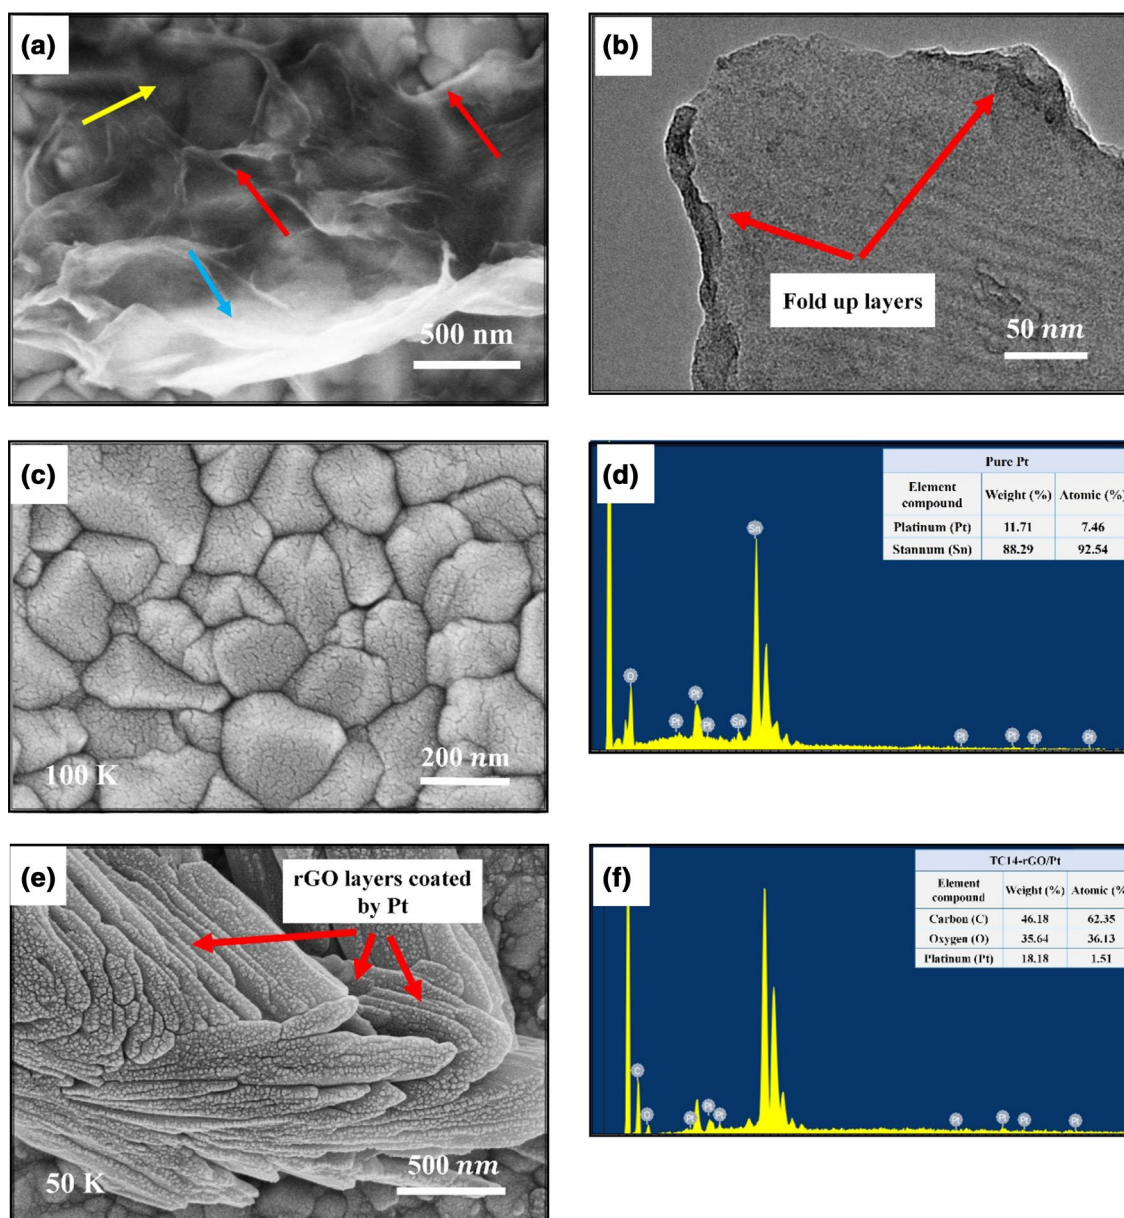 (a)
500 nm
(b)
Fold up layers
50 nm
(c)
100 K
200 nm
(d)
Pure Pt
Element compound Weight (%) Atomic (%)
Platinum (Pt) 11.71 7.46
Stannum (Sn) 88.29 92.54
Sn
O
Pt
Pt
Pt
Sn
Pt
Pt
Pt
Pt
(e)
rGO layers coated
by Pt
50 K
500 nm
(f)
TC14-rGO/Pt
Element compound Weight (%) Atomic (%
Carbon (C) 46.18 62.35
Oxygen (O) 35.64 36.13
Platinum (Pt) 18.18 1.51
C
O
Pt
Pt
Pt
Pt
Pt
Pt
Pt